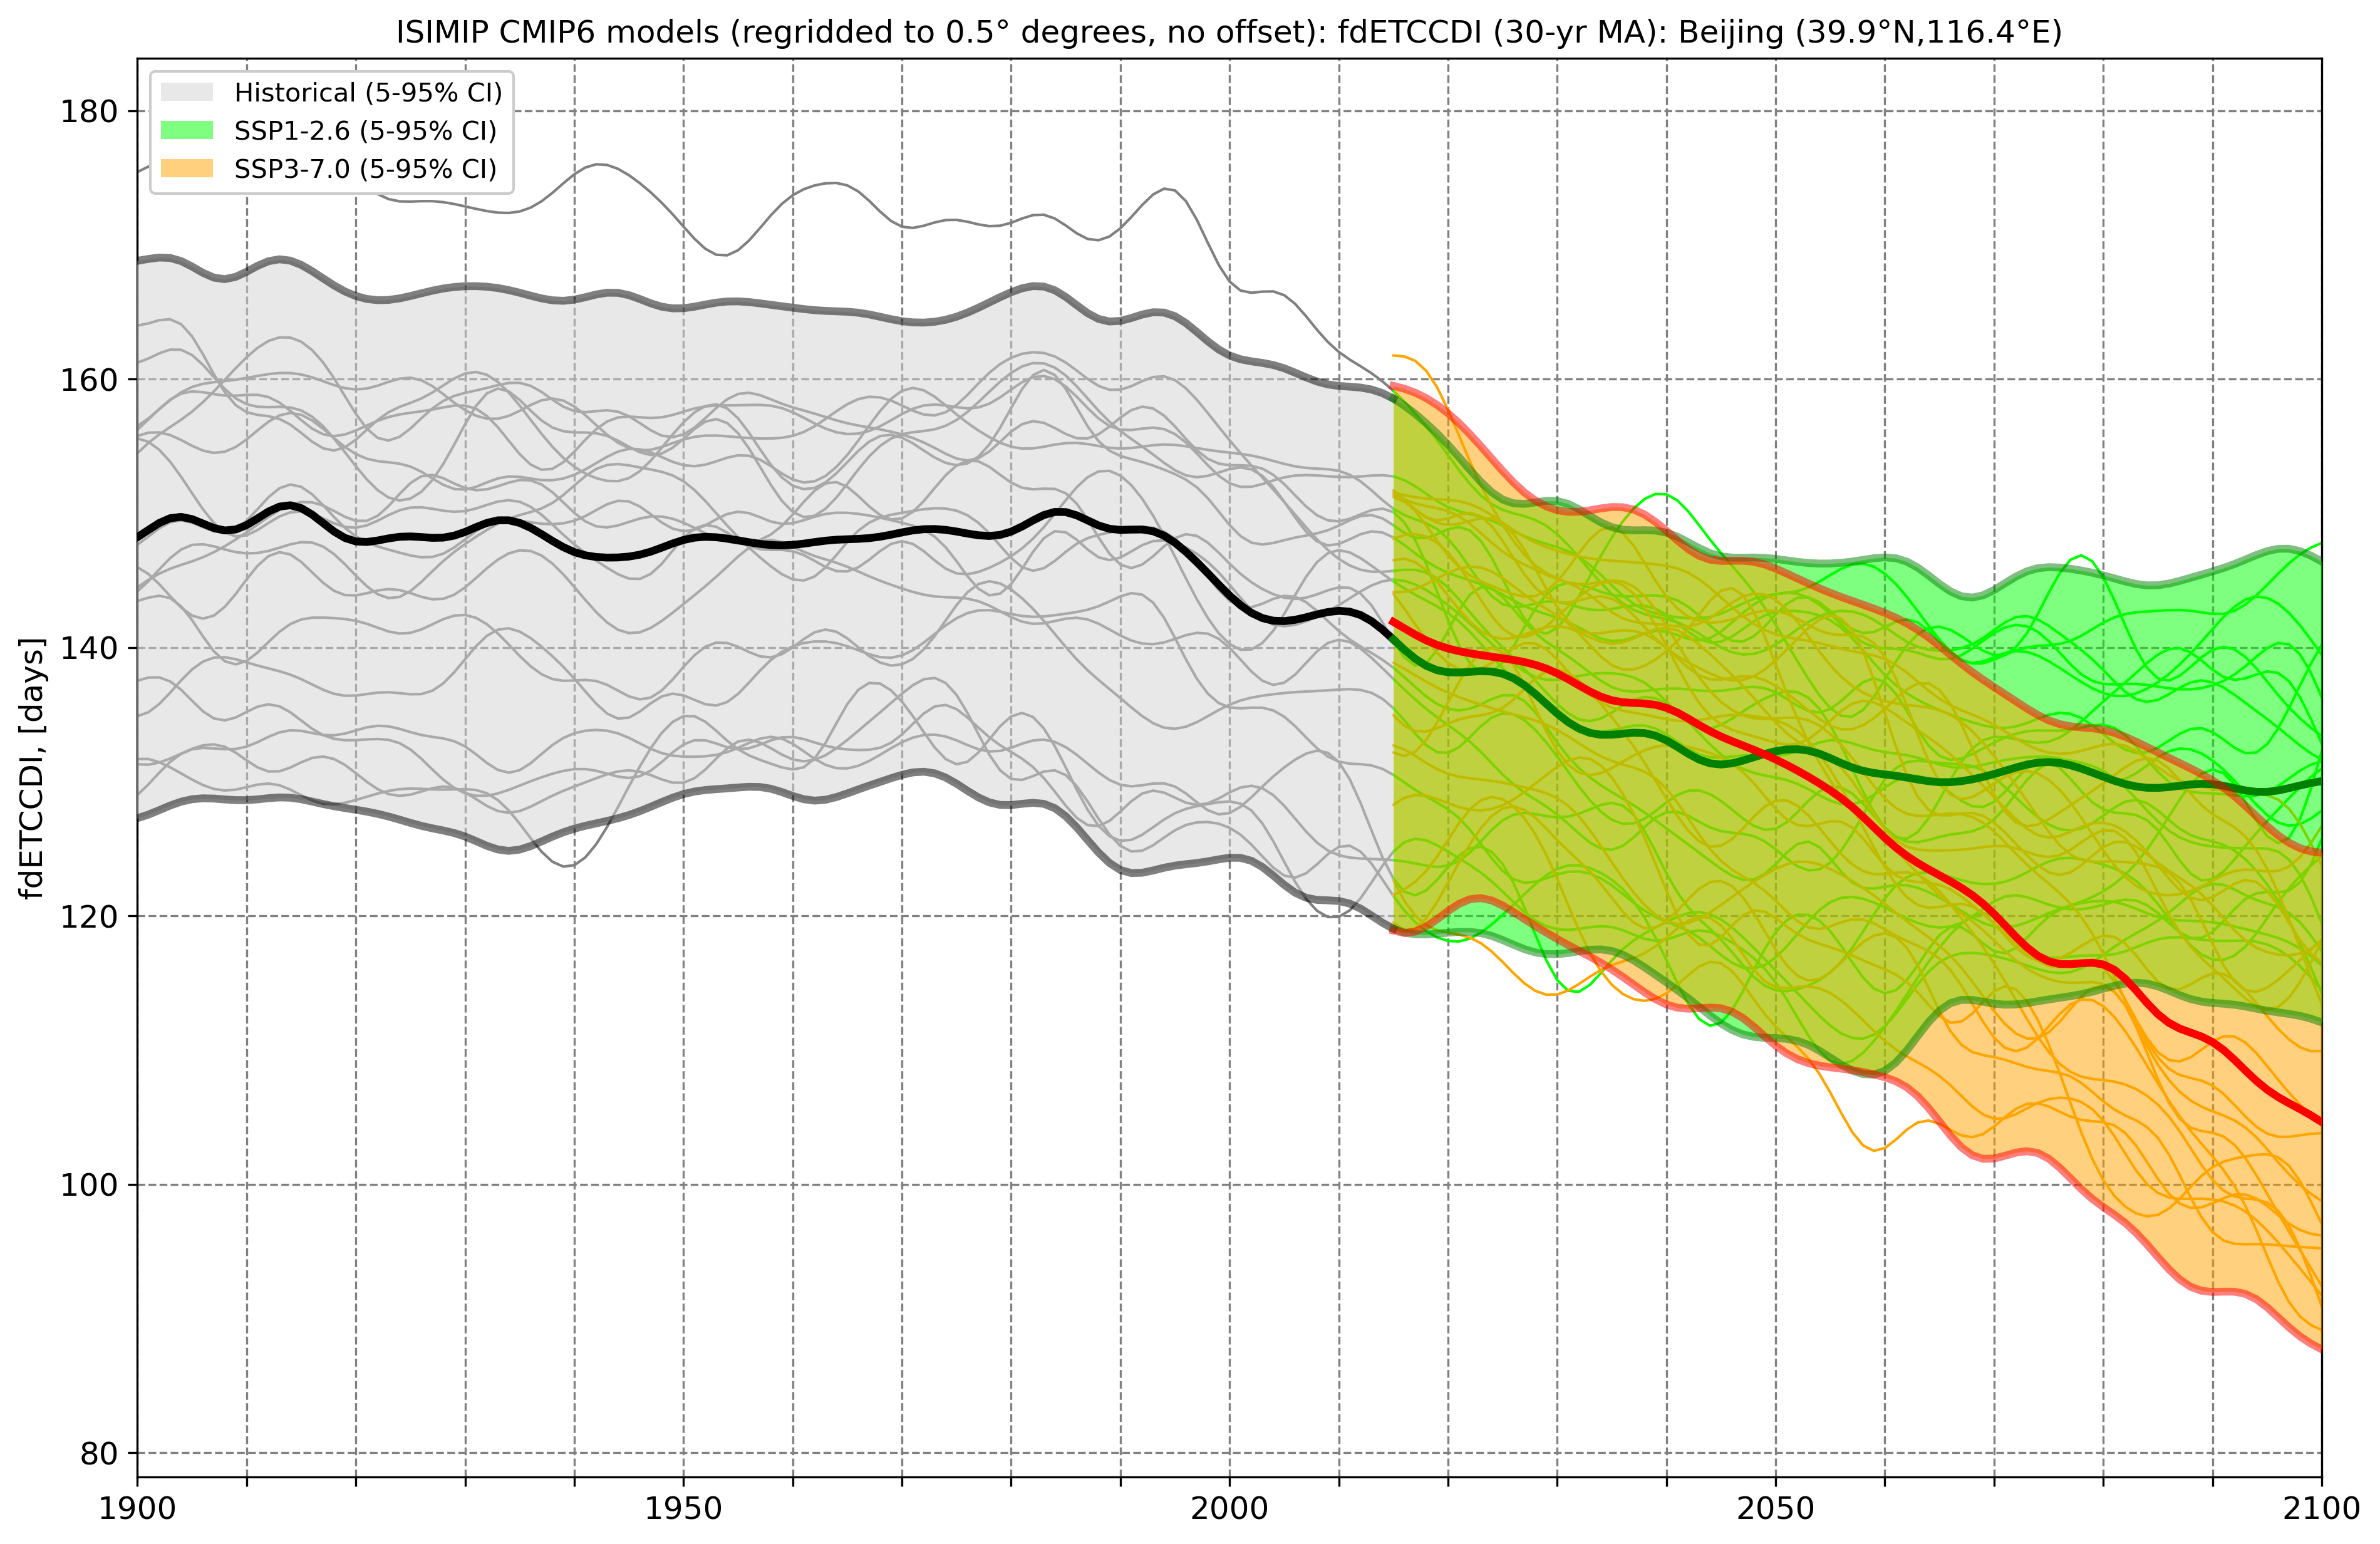 ISIMIP CMIP6 models (regridded to 0.5° degrees, no offset): fdETCCDI (30-yr MA): Beijing (39.9°N,116.4°E)
Historical (5-95% CI)
SSP1-2.6 (5-95% CI)
SSP3-7.0 (5-95% CI)
fdETCCDI, [days]
180
160
140
120
100
80
1900 1950 2000 2050 2100